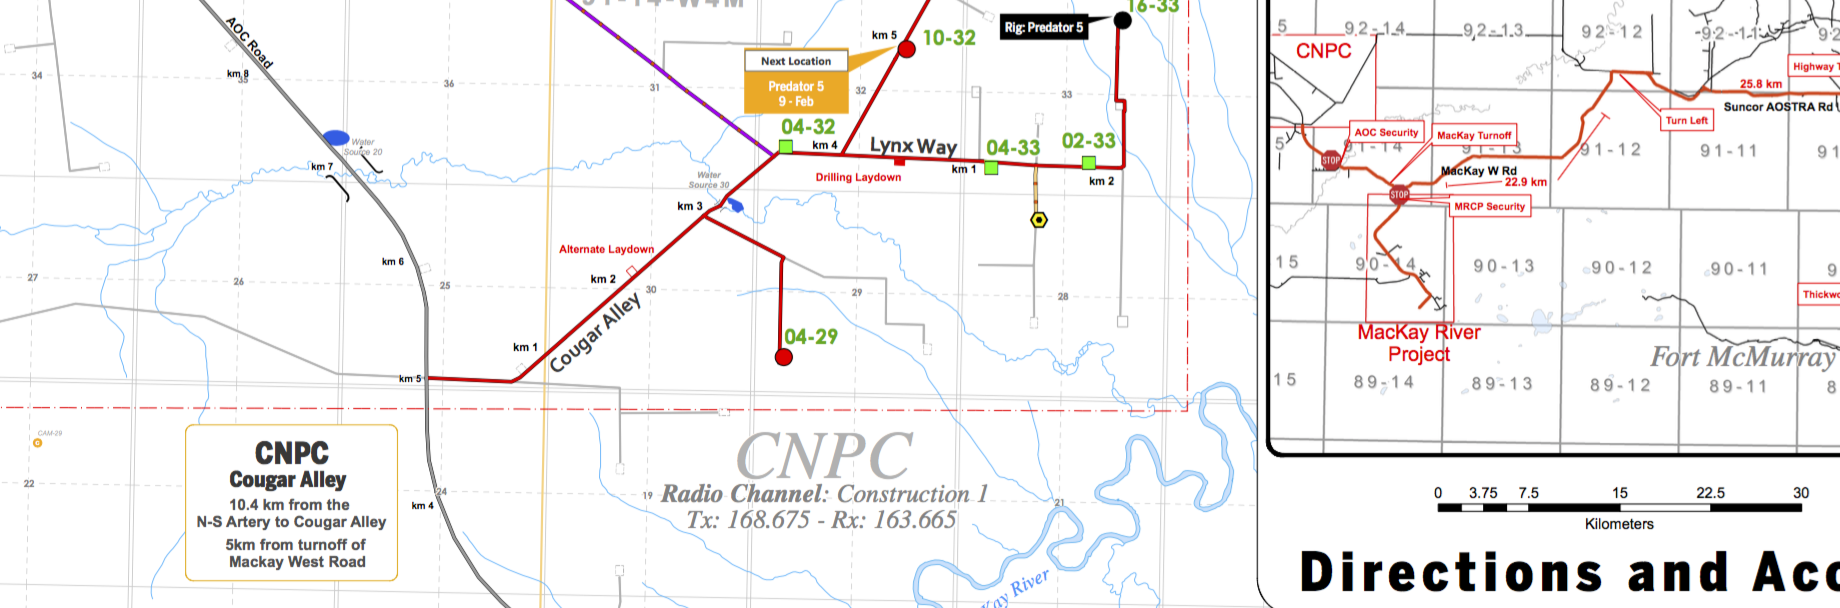 91-14-W4M
16-33
Rig: Predator 5
km 5
10-32
AOC Road
Next Location
Predator 5
9 - Feb
34
km 8
35
36
31
32
33
04-32
km 4
Lynx Way
04-33
02-33
Water
Source 20
km 7
Drilling Laydown
km 1
km 2
Water
Source 30
km 3
Alternate Laydown
km 6
km 2
27
26
25
30
29
28
Cougar Alley
04-29
km 1
km 5
CAM-29
C
CNPC
Cougar Alley
10.4 km from the
N-S Artery to Cougar Alley
5km from turnoff of
Mackay West Road
22
24
km 4
19
21
CNPC
Radio Channel: Construction 1
Tx: 168.675 - Rx: 163.665
Kay River
5
92-14
92-13
92-12
92-11
92
CNPC
Highway
25.8 km
Suncor AOSTRA Rd
Turn Left
AOC Security
MacKay Turnoff
5
91-14
91-13
91-12
91-11
91
STOP
MacKay W Rd
22.9 km
STOP
MRCP Security
15
90-14
90-13
90-12
90-11
9
Thickwo
MacKay River
Project
Fort McMurray
15
89-14
89-13
89-12
89-11
8
0
3.75
7.5
15
22.5
30
Kilometers
Directions and Acc